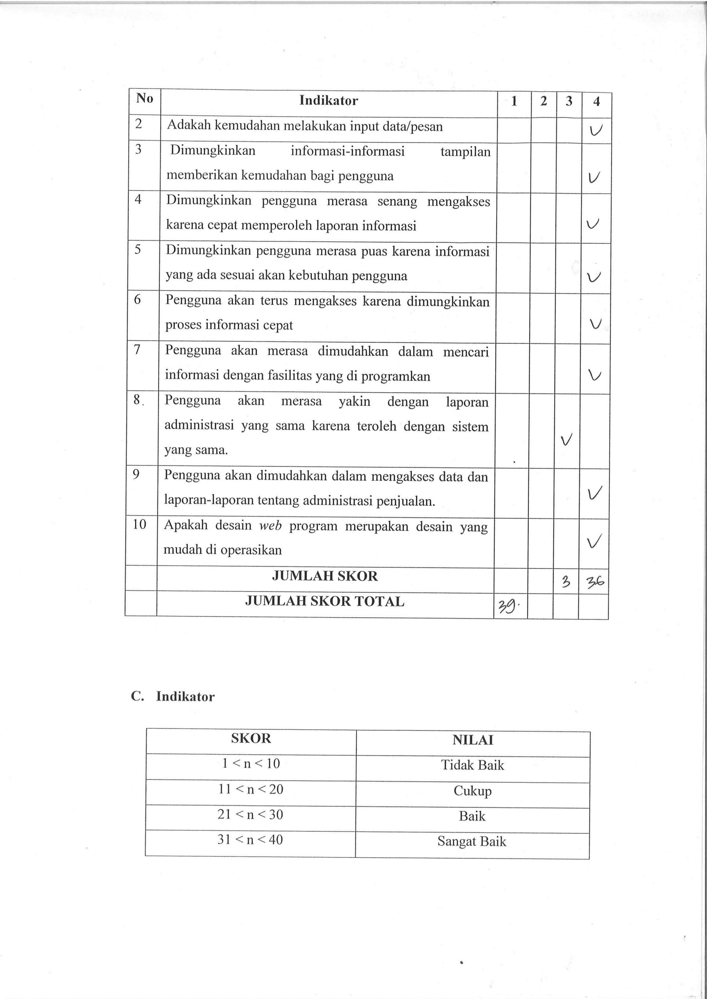 No Indikator 1 2 3 4
2 Adakah kemudahan melakukan input data/pesan V
3 Dimungkinkan informasi-informasi tampilan
memberikan kemudahan bagi pengguna V
4 Dimungkinkan pengguna merasa senang mengakses
karena cepat memperoleh laporan informasi V
5 Dimungkinkan pengguna merasa puas karena informasi
yang ada sesuai akan kebutuhan pengguna V
6 Pengguna akan terus mengakses karena dimungkinkan
proses informasi cepat V
7 Pengguna akan merasa dimudahkan dalam mencari
informasi dengan fasilitas yang di programkan V
8. Pengguna akan merasa yakin dengan laporan
administrasi yang sama karena teroleh dengan sistem V
yang sama.
9 Pengguna akan dimudahkan dalam mengakses data dan
laporan-laporan tentang administrasi penjualan. V
10 Apakah desain web program merupakan desain yang
mudah di operasikan V
JUMLAH SKOR 3 36
JUMLAH SKOR TOTAL 39.
C. Indikator
SKOR NILAI
1 < n < 10 Tidak Baik
11 < n < 20 Cukup
21 < n < 30 Baik
31 < n < 40 Sangat Baik